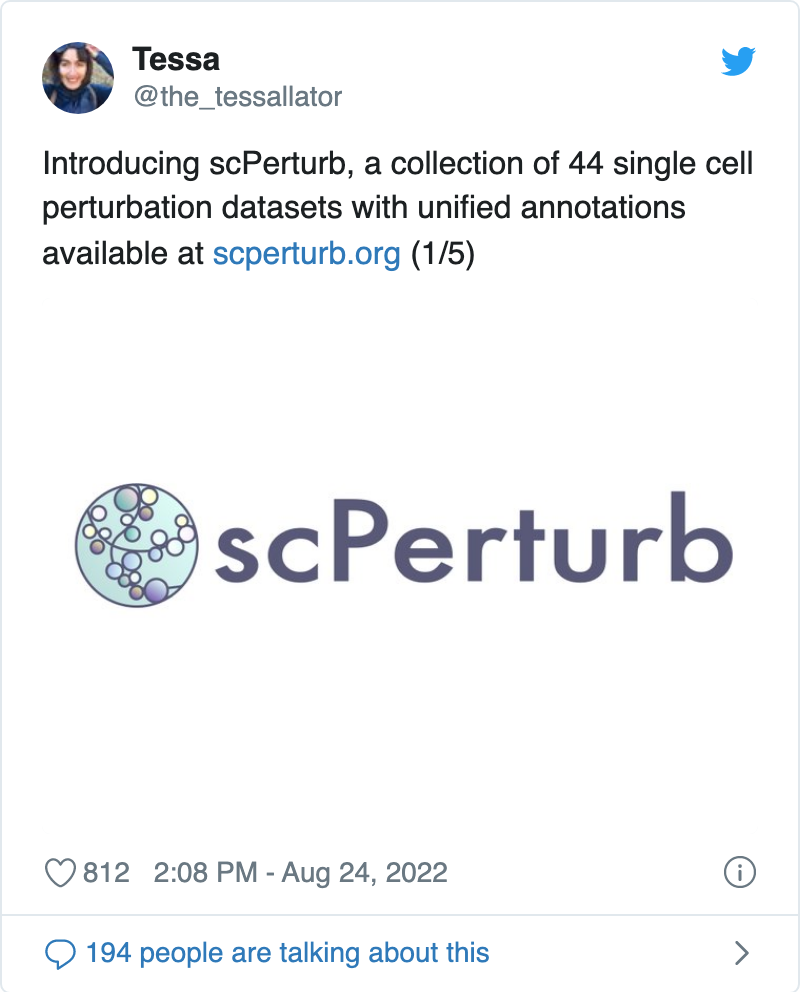 Tessa
@the_tessallator
Introducing scPerturb, a collection of 44 single cell
perturbation datasets with unified annotations
available at scperturb.org (1/5)
scPerturb
812 2:08 PM - Aug 24, 2022
194 people are talking about this